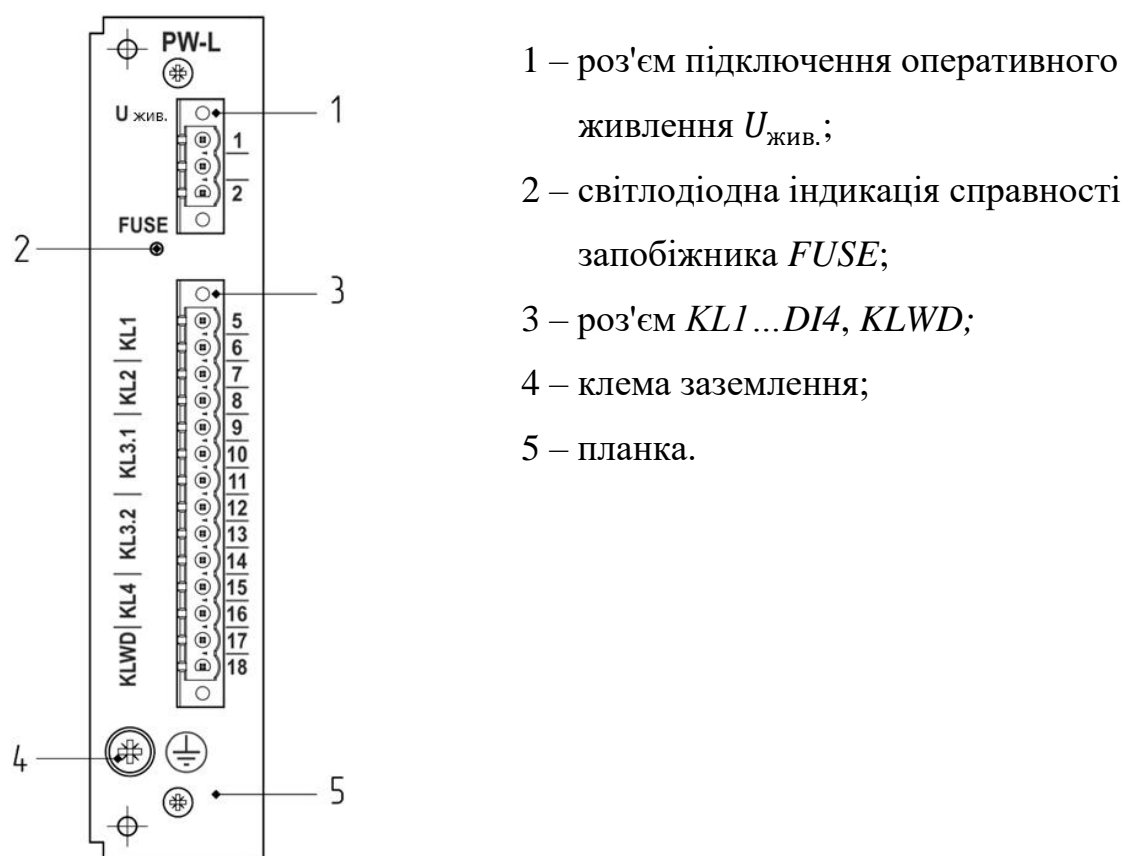 PW-L
U жив.
1
1
2
FUSE
2
3
KL1 | KL2 | KL3.1 | KL3.2 | KL4 | KLWD
5
6
7
8
9
10
11
12
13
14
15
16
17
18
4
5
1 – роз'єм підключення оперативного
живлення Uжив.;
2 – світлодіодна індикація справності
запобіжника FUSE;
3 – роз'єм KL1…DI4, KLWD;
4 – клема заземлення;
5 – планка.